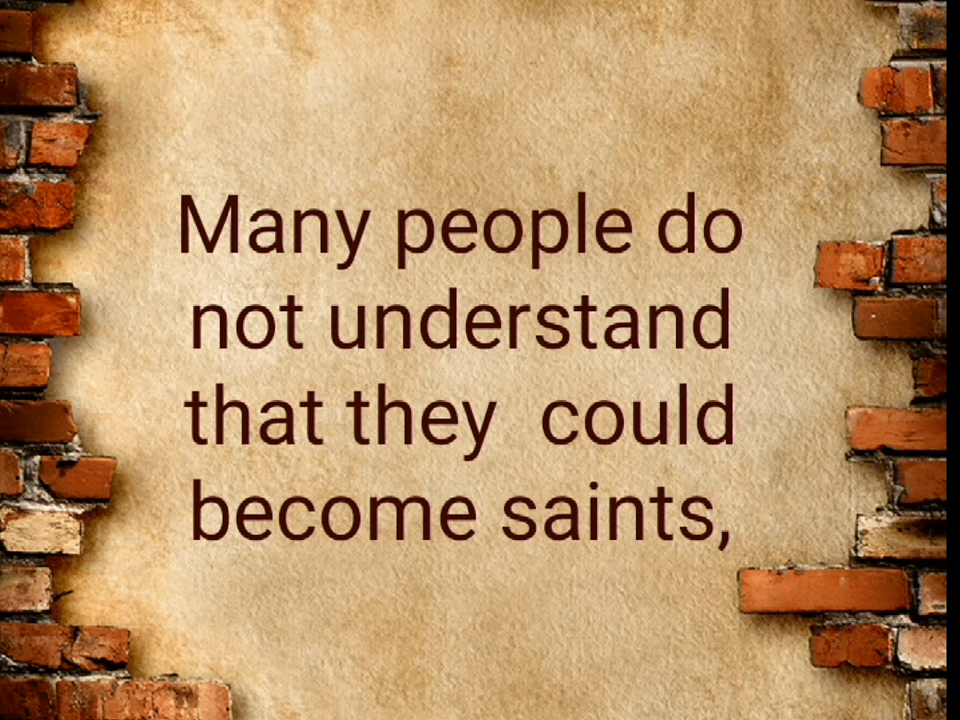 Many people do
not understand
that they  could
become saints,